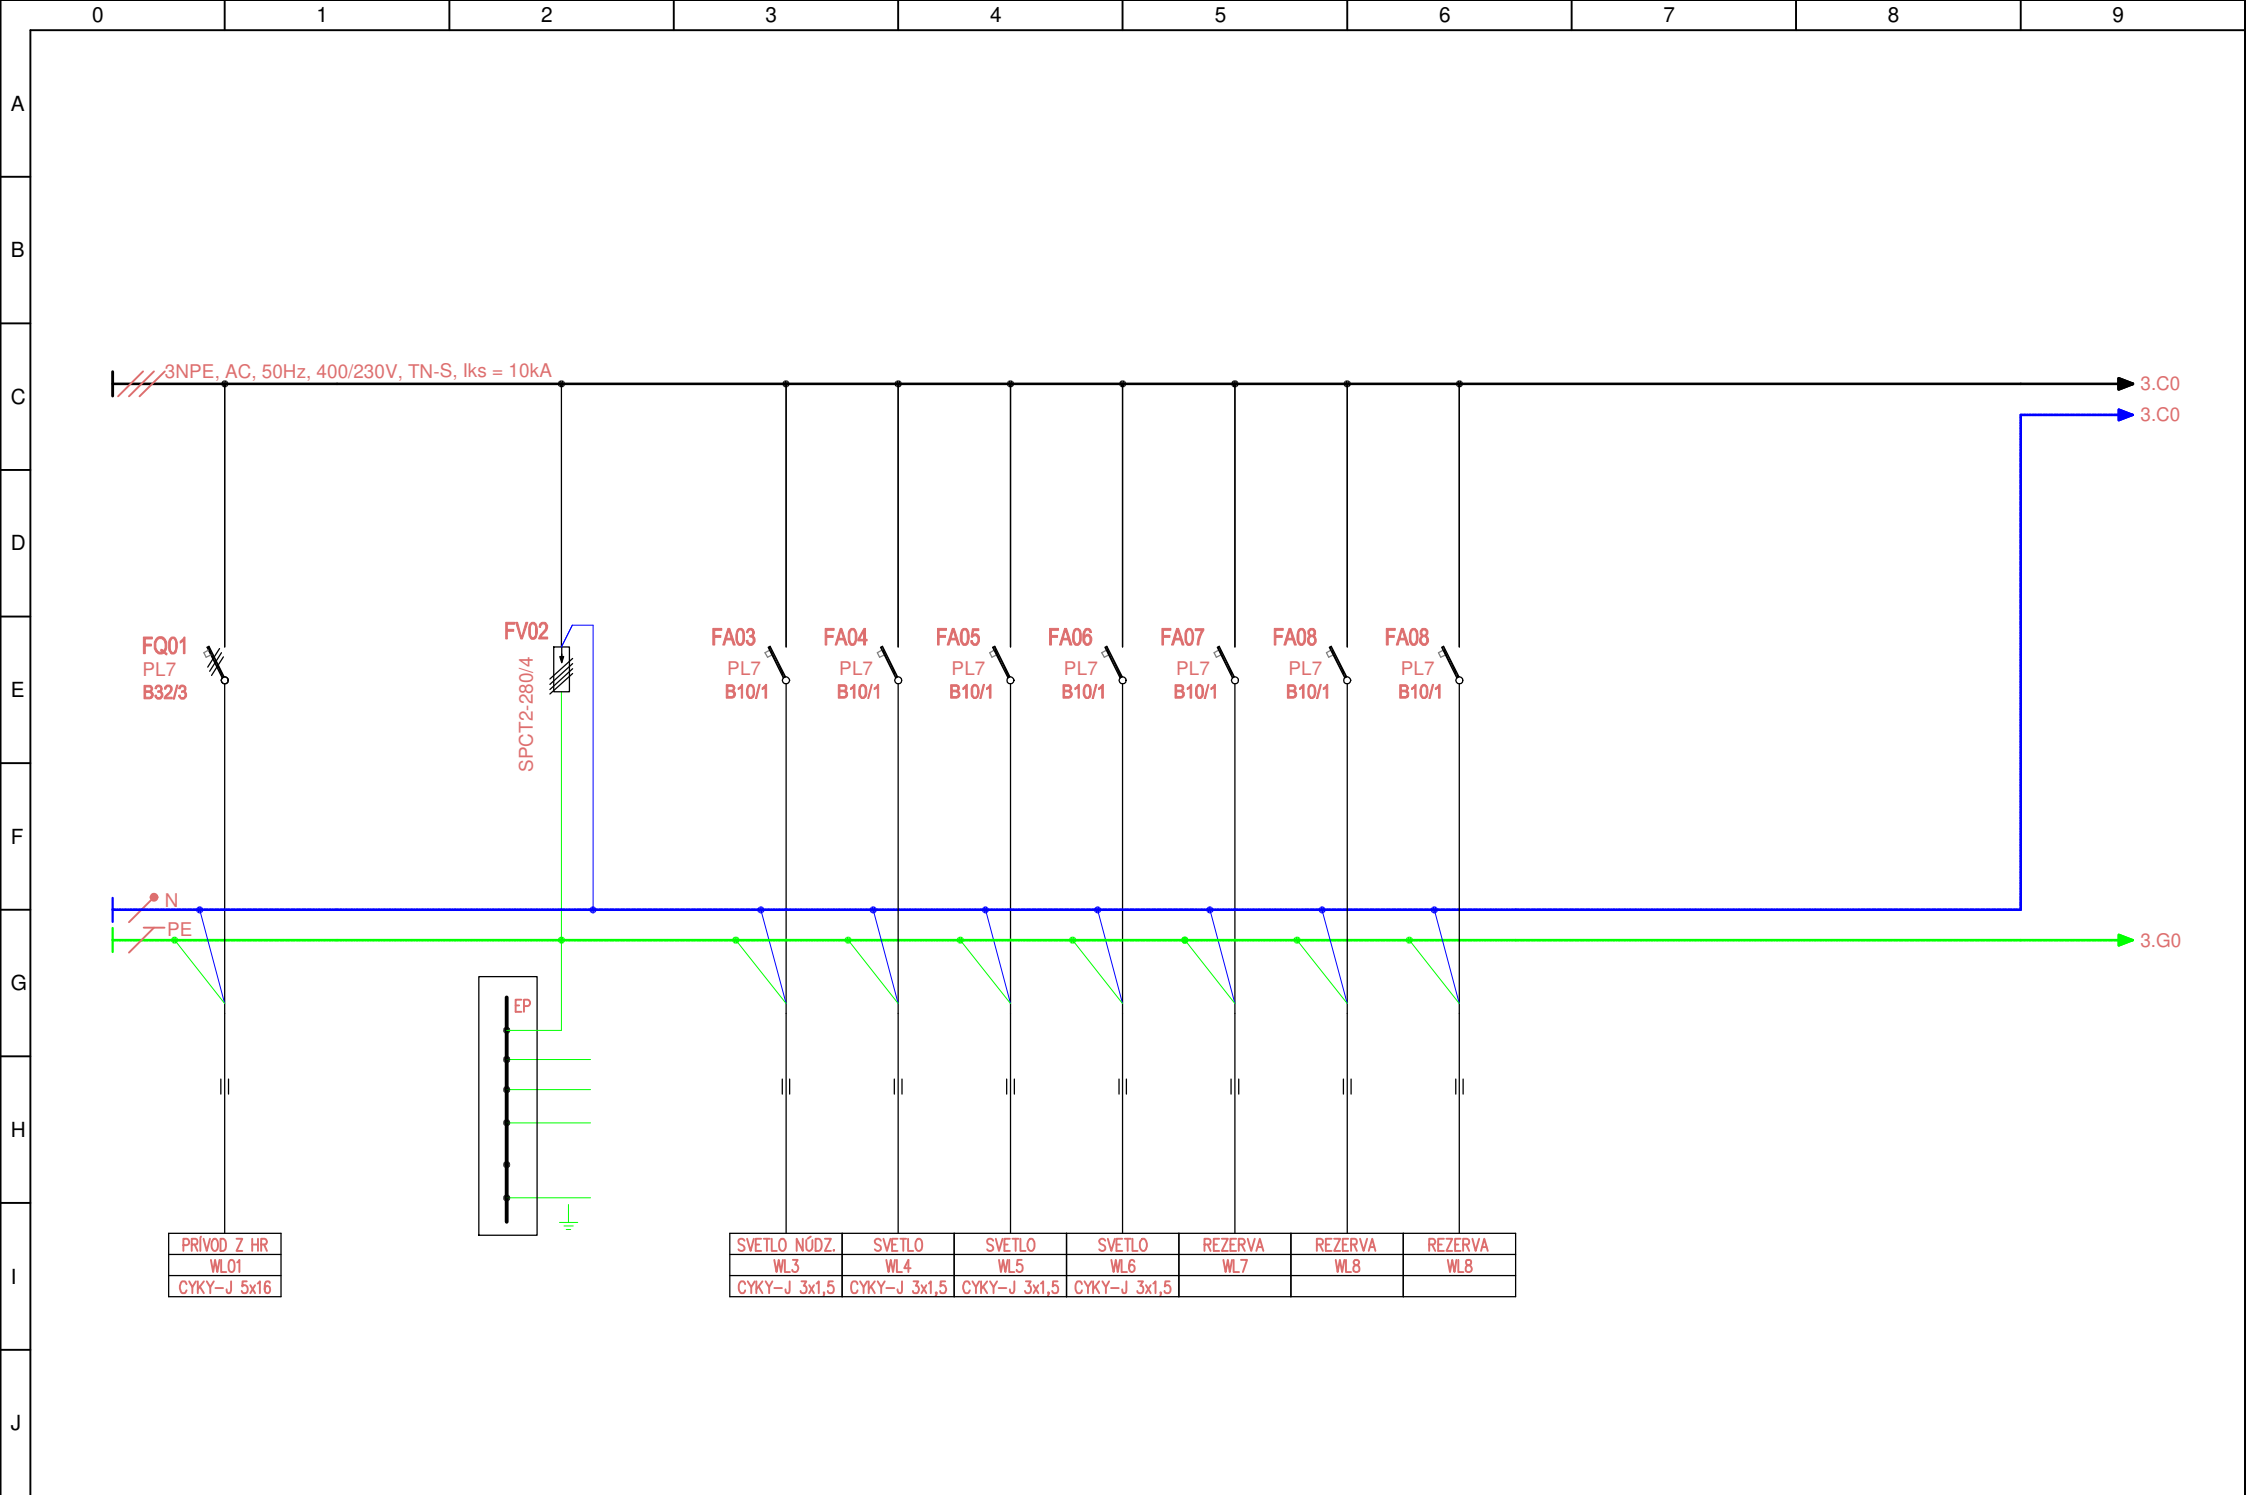 0 1 2 3 4 5 6 7 8 9
A
B
C
D
E
F
G
H
I
J
3NPE, AC, 50Hz, 400/230V, TN-S, Iks = 10kA
3.C0
3.C0
FQ01
PL7
B32/3
FV02
SPCT2-280/4
FA03
PL7
B10/1
FA04
PL7
B10/1
FA05
PL7
B10/1
FA06
PL7
B10/1
FA07
PL7
B10/1
FA08
PL7
B10/1
FA08
PL7
B10/1
N
PE
3.G0
EP
PRÍVOD Z HR
WL01
CYKY-J 5x16
SVETLO NÚDZ. SVETLO SVETLO SVETLO REZERVA REZERVA REZERVA
WL3 WL4 WL5 WL6 WL7 WL8 WL8
CYKY-J 3x1,5 CYKY-J 3x1,5 CYKY-J 3x1,5 CYKY-J 3x1,5